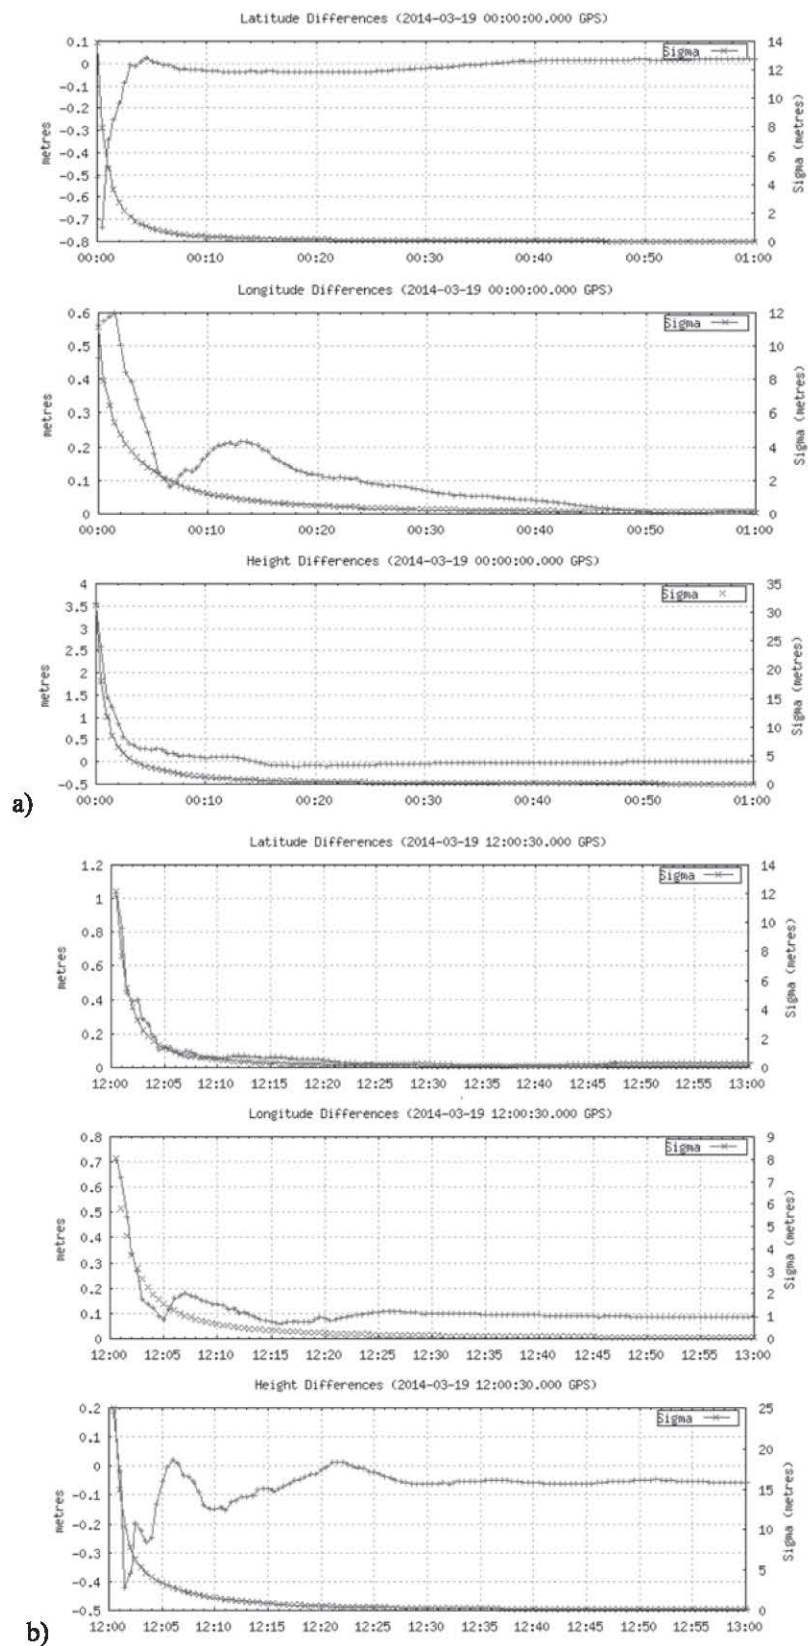 Latitude Differences (2014-03-19 00:00:00.000 GPS)
0.1 0 -0.1 -0.2 -0.3 -0.4 -0.5 -0.6 -0.7 -0.8
metres
Sigma
14 12 10 8 6 4 2 0
Sigma (metres)
00:00 00:10 00:20 00:30 00:40 00:50 01:00
Longitude Differences (2014-03-19 00:00:00.000 GPS)
0.6 0.5 0.4 0.3 0.2 0.1 0
metres
Sigma
12 10 8 6 4 2 0
Sigma (metres)
00:00 00:10 00:20 00:30 00:40 00:50 01:00
Height Differences (2014-03-19 00:00:00.000 GPS)
4 3.5 3 2.5 2 1.5 1 0.5 0 -0.5
metres
Sigma
35 30 25 20 15 10 5 0
Sigma (metres)
00:00 00:10 00:20 00:30 00:40 00:50 01:00
a)
Latitude Differences (2014-03-19 12:00:30.000 GPS)
1.2 1 0.8 0.6 0.4 0.2 0
metres
Sigma
14 12 10 8 6 4 2 0
Sigma (metres)
12:00 12:05 12:10 12:15 12:20 12:25 12:30 12:35 12:40 12:45 12:50 12:55 13:00
Longitude Differences (2014-03-19 12:00:30.000 GPS)
0.8 0.7 0.6 0.5 0.4 0.3 0.2 0.1 0
metres
Sigma
9 8 7 6 5 4 3 2 1 0
Sigma (metres)
12:00 12:05 12:10 12:15 12:20 12:25 12:30 12:35 12:40 12:45 12:50 12:55 13:00
Height Differences (2014-03-19 12:00:30.000 GPS)
0.2 0.1 0 -0.1 -0.2 -0.3 -0.4 -0.5
metres
Sigma
25 20 15 10 5 0
Sigma (metres)
12:00 12:05 12:10 12:15 12:20 12:25 12:30 12:35 12:40 12:45 12:50 12:55 13:00
b)